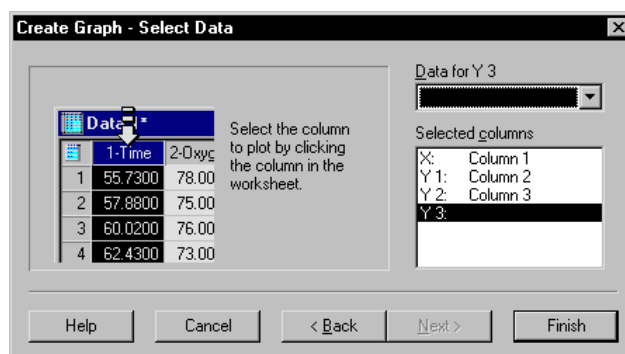 Create Graph - Select Data
Data for Y 3
Data *
1-Time 2-Oxyg
1 55.7300 78.00
2 57.8800 75.00
3 60.0200 76.00
4 62.4300 73.00
Select the column
to plot by clicking
the column in the
worksheet.
Selected columns
X: Column 1
Y 1: Column 2
Y 2: Column 3
Y 3:
Help Cancel < Back Next > Finish